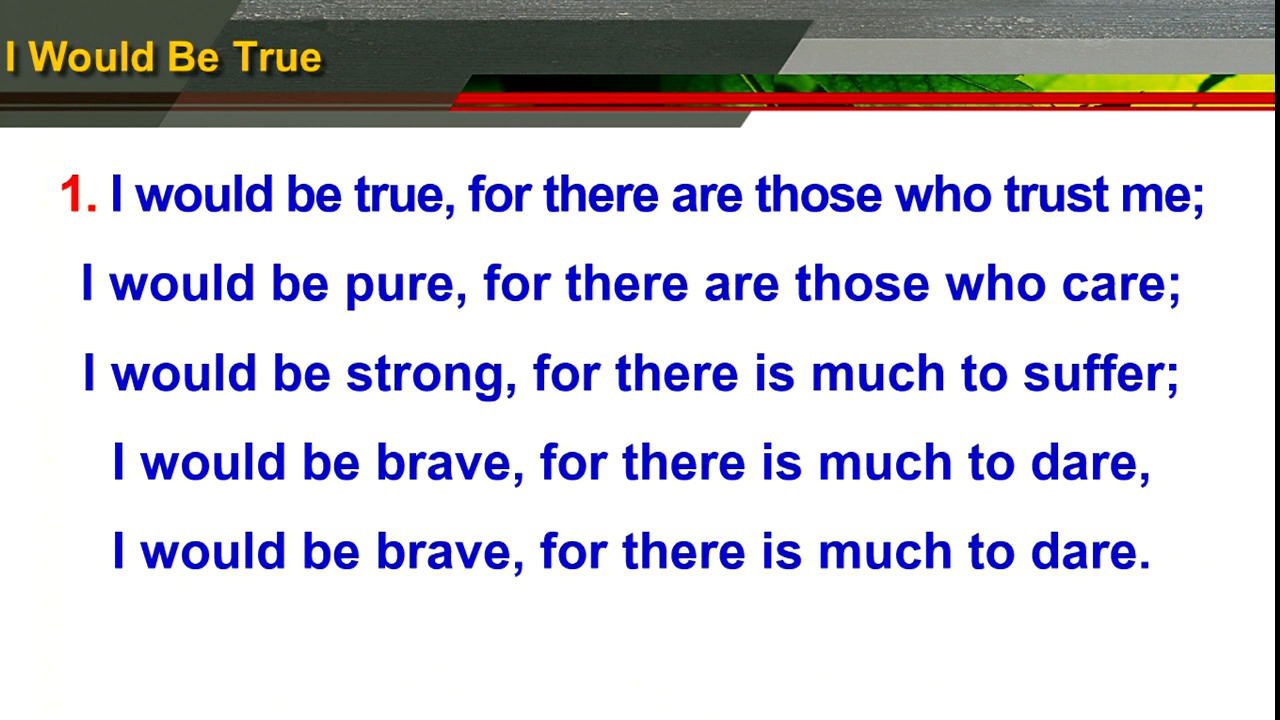 I Would Be True
1. I would be true, for there are those who trust me;
I would be pure, for there are those who care;
I would be strong, for there is much to suffer;
I would be brave, for there is much to dare,
I would be brave, for there is much to dare.